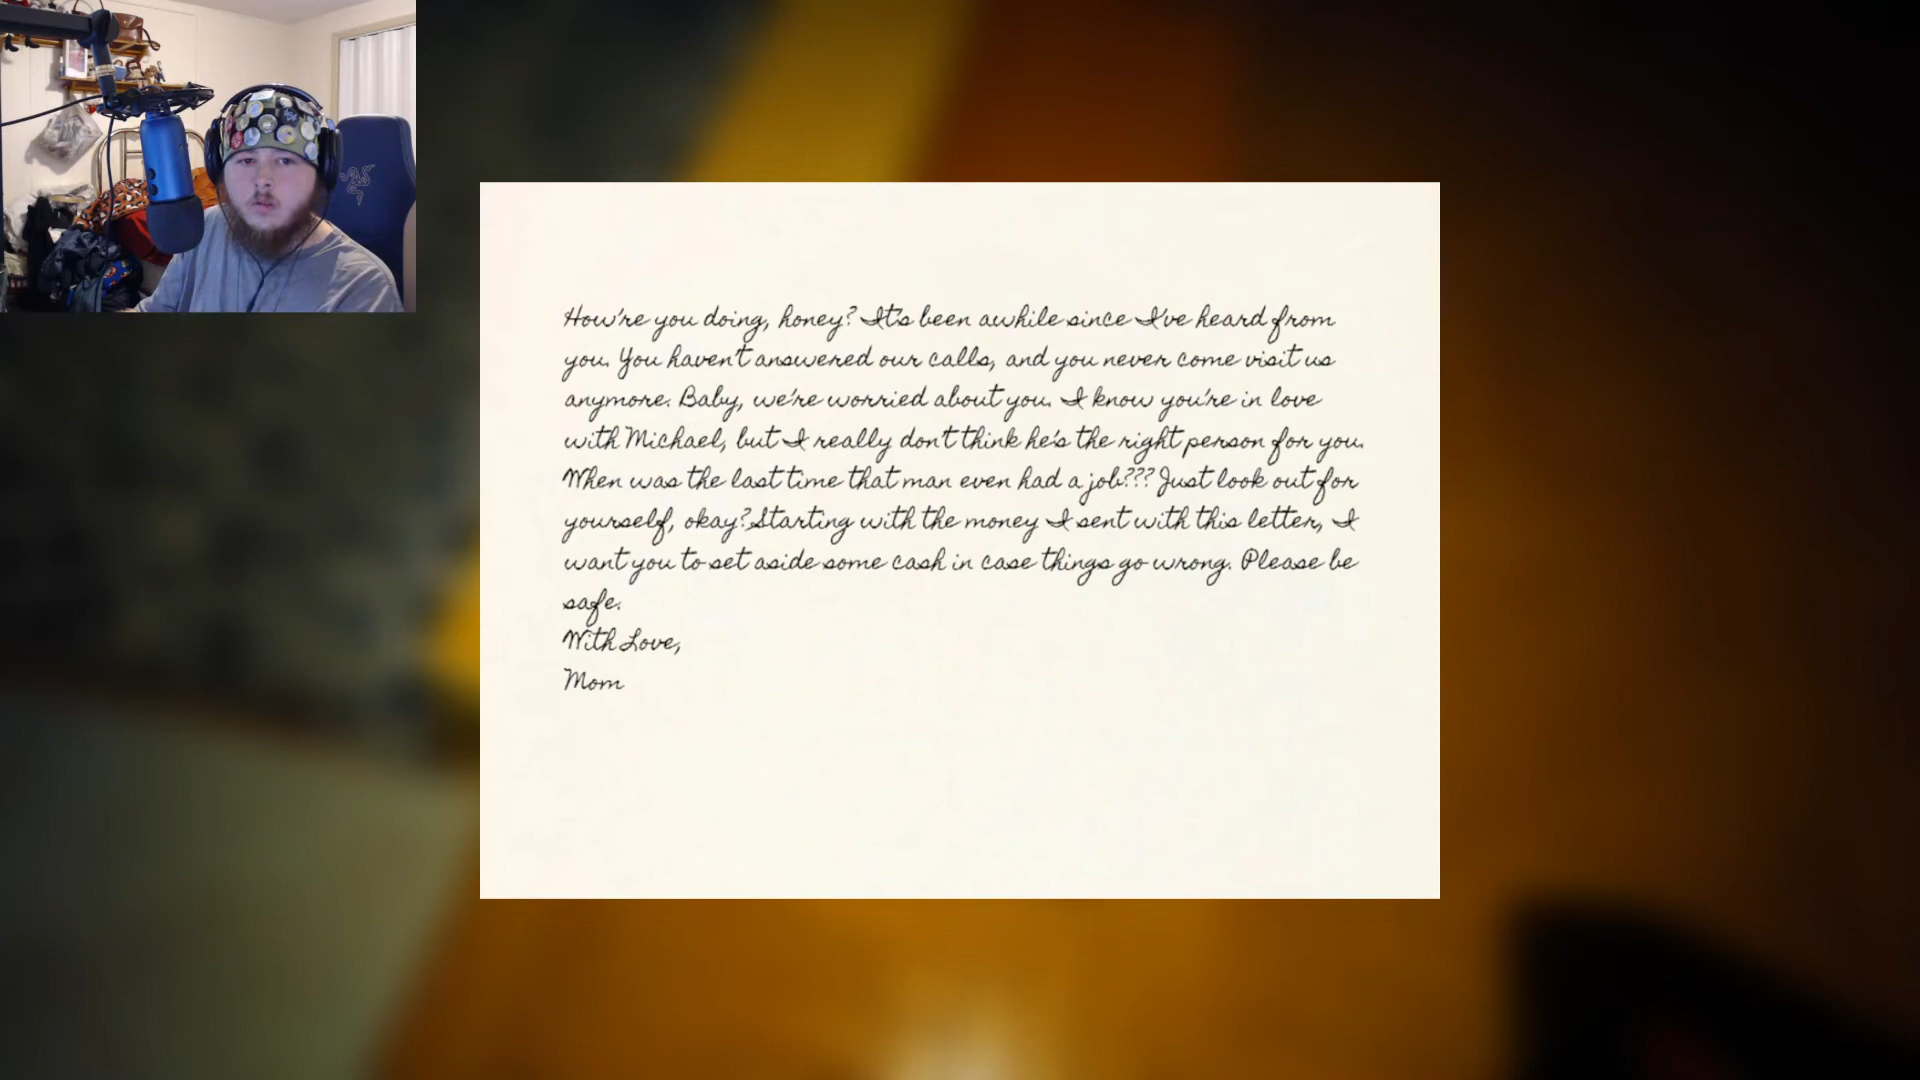 How're you doing, honey? It's been awhile since I've heard from
you. You haven't answered our calls, and you never come visit us
anymore. Baby, we're worried about you. I know you're in love
with Michael, but I really don't think he's the right person for you.
When was the last time that man even had a job??? Just look out for
yourself, okay?Starting with the money I sent with this letter, I
want you to set aside some cash in case things go wrong. Please be
safe.
With Love,
Mom